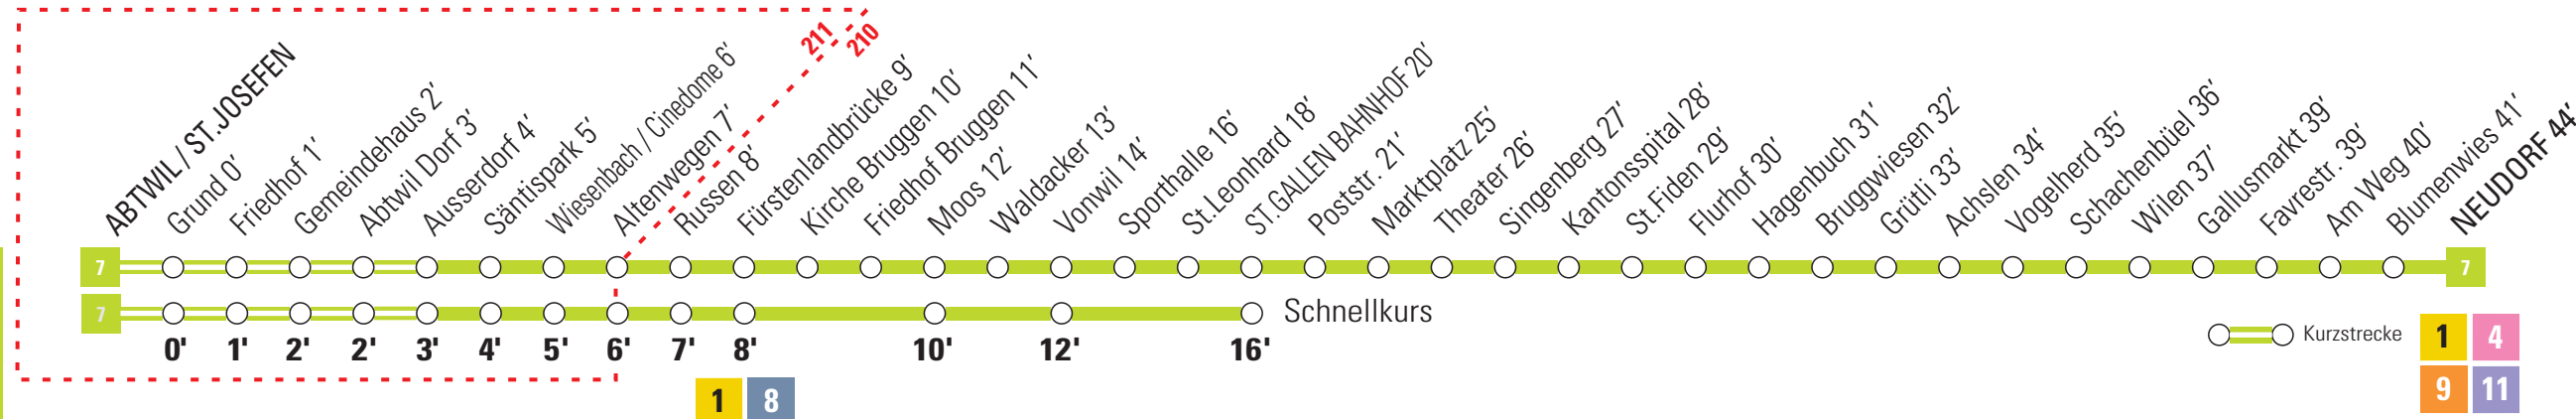 211
210
ABTWIL / ST.JOSEFEN
Grund 0'
Friedhof 1'
Gemeindehaus 2'
Abtwil Dorf 3'
Ausserdorf 4'
Säntispark 5'
Wiesenbach / Cinedome 6'
Altenwegen 7'
Russen 8'
Fürstenlandbrücke 9'
Kirche Bruggen 10'
Friedhof Bruggen 11'
Moos 12'
Waldacker 13'
Vonwil 14'
Sporthalle 16'
St.Leonhard 18'
ST.GALLEN BAHNHOF 20'
Poststr. 21'
Marktplatz 25'
Theater 26'
Singenberg 27'
Kantonsspital 28'
St.Fiden 29'
Flurhof 30'
Hagenbuch 31'
Bruggwiesen 32'
Grütli 33'
Achslen 34'
Vogelherd 35'
Schachenbüel 36'
Wilen 37'
Gallusmarkt 39'
Favrestr. 39'
Am Weg 40'
Blumenwies 41'
NEUDORF 44'
7
7
7
Schnellkurs
0' 1' 2' 2' 3' 4' 5' 6' 7' 8' 10' 12' 16'
Kurzstrecke
1 4
9 11
1 8